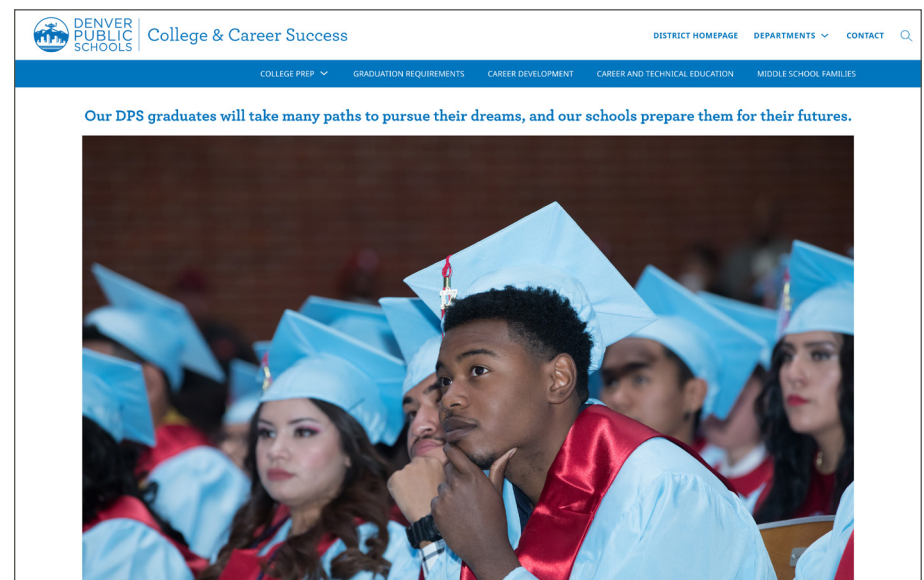 DENVER
PUBLIC
SCHOOLS
College & Career Success
DISTRICT HOMEPAGE DEPARTMENTS CONTACT
COLLEGE PREP GRADUATION REQUIREMENTS CAREER DEVELOPMENT CAREER AND TECHNICAL EDUCATION MIDDLE SCHOOL FAMILIES
Our DPS graduates will take many paths to pursue their dreams, and our schools prepare them for their futures.